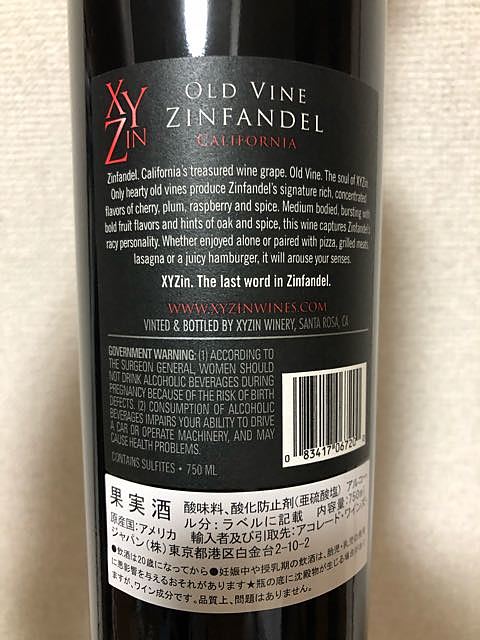 XYZIN
OLD VINE
ZINFANDEL
CALIFORNIA
Zinfandel. California's treasured wine grape. Old Vine. The soul of XYZin.
Only hearty old vines produce Zinfandel's signature rich, concentrated
flavors of cherry, plum, raspberry and spice. Medium bodied, bursting with
bold fruit flavors and hints of oak and spice, this wine captures Zinfandel's
racy personality. Whether enjoyed alone or paired with pizza, grilled meats,
lasagna or a juicy hamburger, it will arouse your senses.
XYZin. The last word in Zinfandel.
WWW.XYZINWINES.COM
VINTED & BOTTLED BY XYZIN WINERY, SANTA ROSA, CA
GOVERNMENT WARNING: (1) ACCORDING TO
THE SURGEON GENERAL, WOMEN SHOULD
NOT DRINK ALCOHOLIC BEVERAGES DURING
PREGNANCY BECAUSE OF THE RISK OF BIRTH
DEFECTS. (2) CONSUMPTION OF ALCOHOLIC
BEVERAGES IMPAIRS YOUR ABILITY TO DRIVE
A CAR OR OPERATE MACHINERY, AND MAY
CAUSE HEALTH PROBLEMS.
CONTAINS SULFITES • 750 ML
0 83417 06720
果実酒 酸味料、酸化防止剤(亜硫酸塩) アルコー
ル分:ラベルに記載 内容量:750ml
原産国:アメリカ 輸入者及び引取先:アコレード・ワインズ・
ジャパン(株)東京都港区白金台2-10-2
●飲酒は20歳になってから●妊娠中や授乳期の飲酒は、胎児・乳児の発育
に悪影響を与えるおそれがあります★瓶の底に沈殿物が生じる場合があり
ますが、ワイン成分です。品質上、問題はありません。